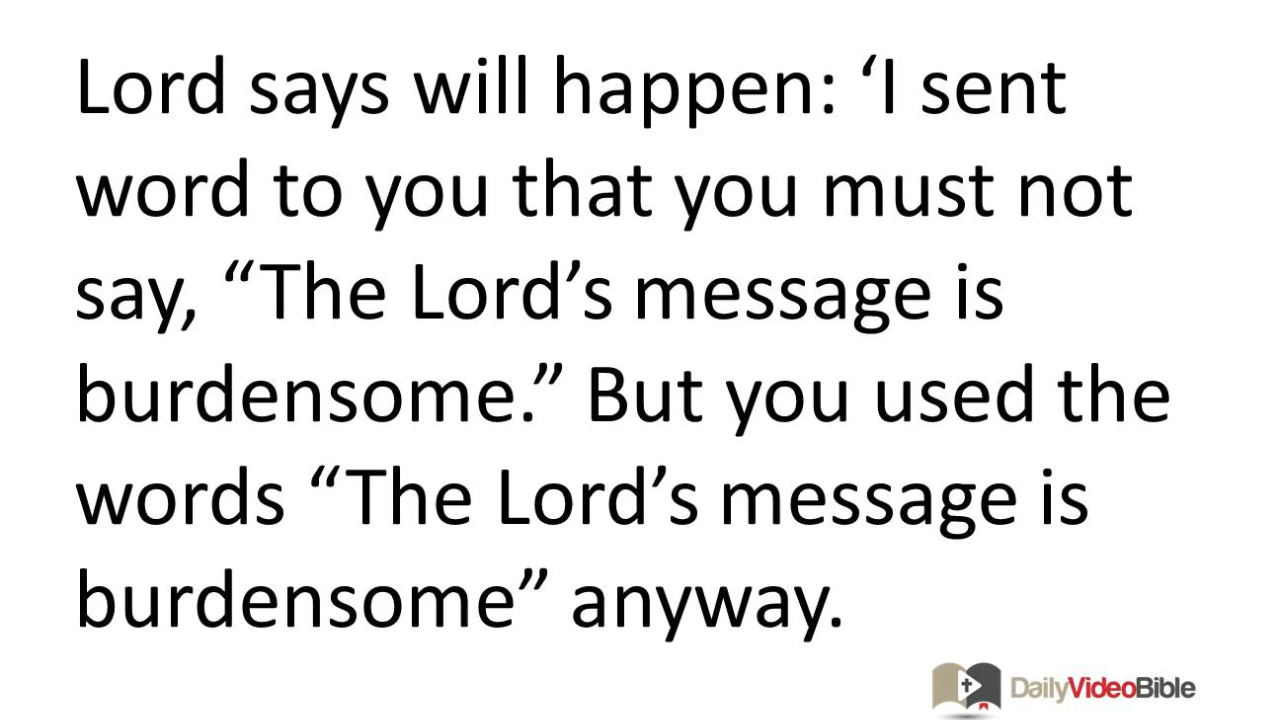 Lord says will happen: ‘I sent
word to you that you must not
say, “The Lord’s message is
burdensome.” But you used the
words “The Lord’s message is
burdensome” anyway.
DailyVideoBible